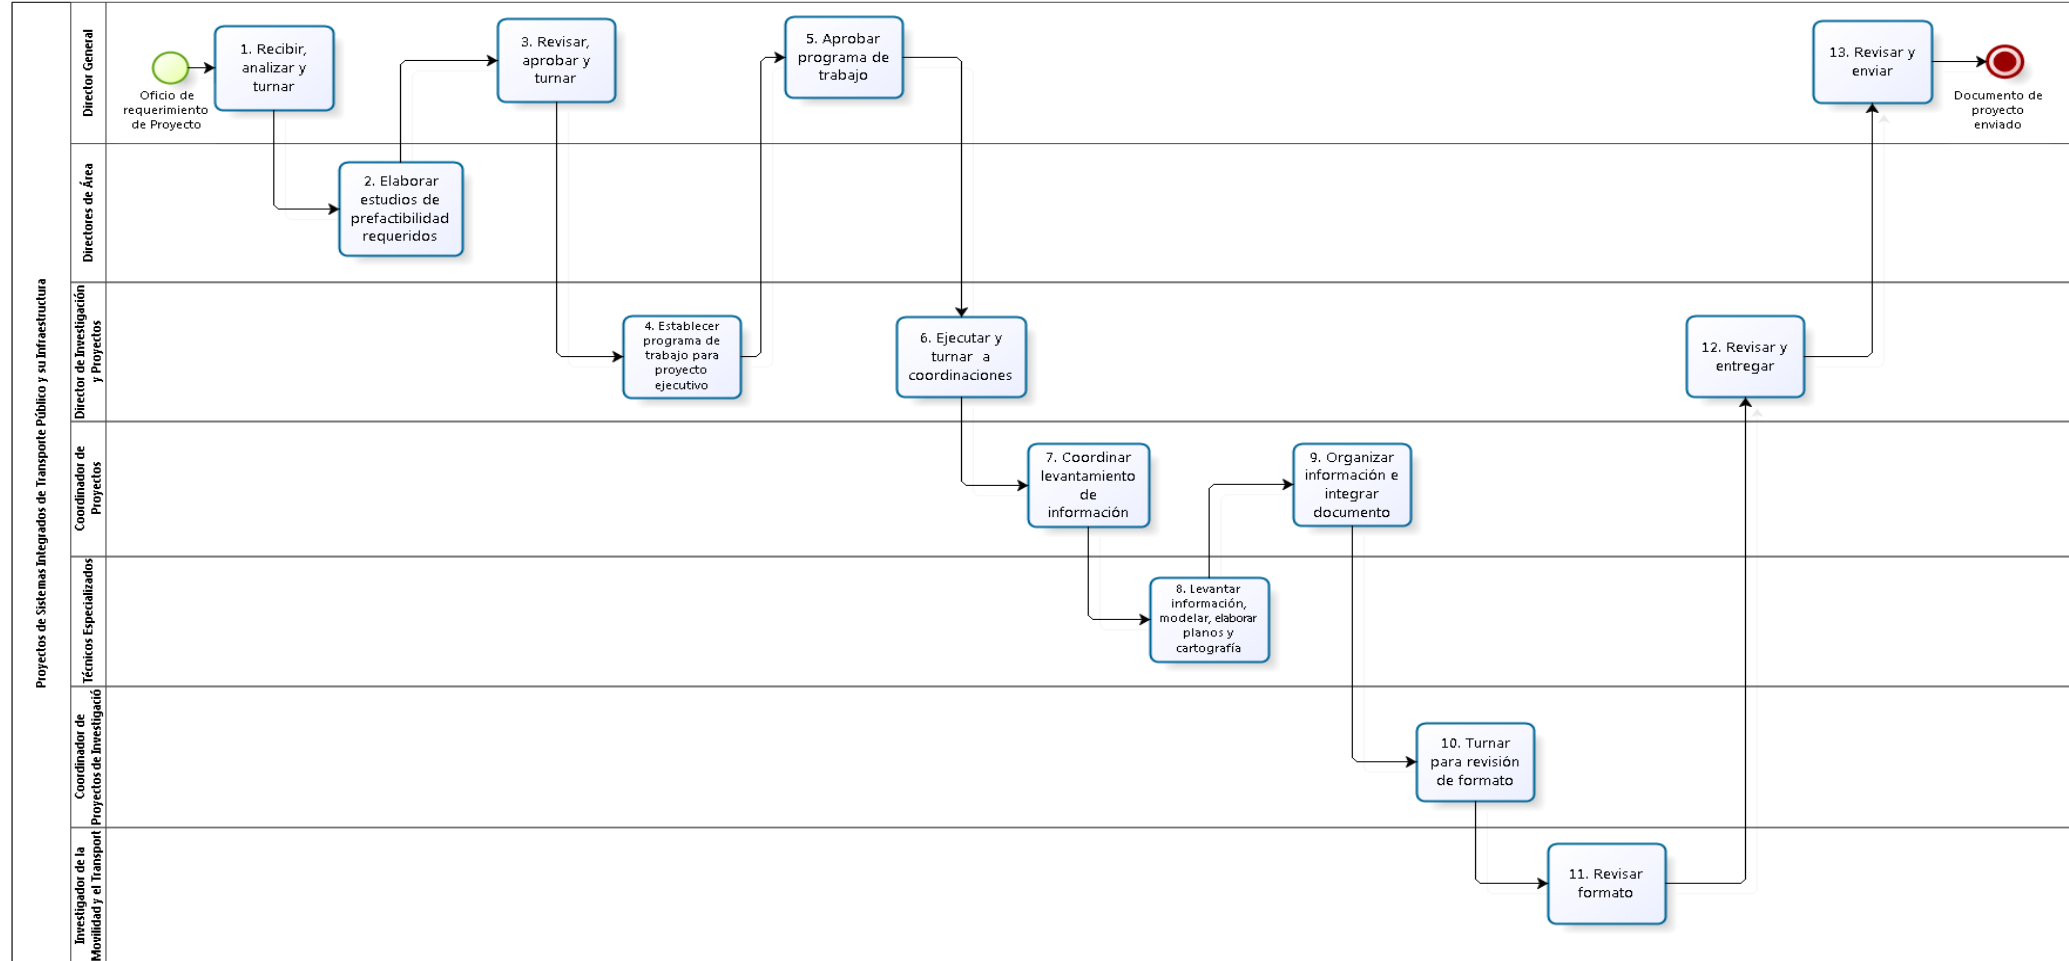 Proyectos de Sistemas Integrados de Transporte Público y su Infraestructura
Director General
Oficio de
requerimiento
de Proyecto
1. Recibir,
analizar y
turnar
3. Revisar,
aprobar y
turnar
5. Aprobar
programa de
trabajo
13. Revisar y
enviar
Documento de
proyecto
enviado
Directores de Área
2. Elaborar
estudios de
prefactibilidad
requeridos
Director de Investigación
y Proyectos
4. Establecer
programa de
trabajo para
proyecto
ejecutivo
6. Ejecutar y
turnar a
coordinaciones
12. Revisar y
entregar
Coordinador de
Proyectos
7. Coordinar
levantamiento
de
información
9. Organizar
información e
integrar
documento
Técnicos Especializados
8. Levantar
información,
modelar, elaborar
planos y
cartografía
Coordinador de
Proyectos de Investigació
10. Turnar
para revisión
de formato
Investigador de la
Movilidad y el Transport
11. Revisar
formato